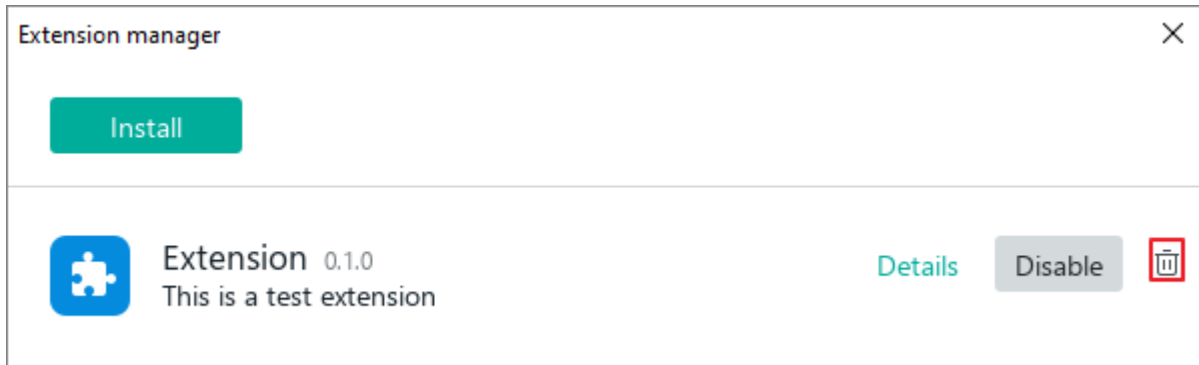 Extension manager
Install
Extension 0.1.0
This is a test extension
Details
Disable